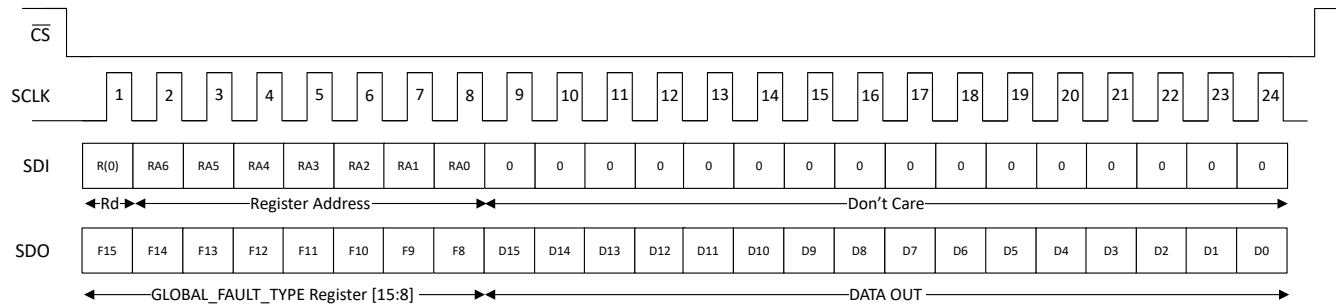 CS
SCLK 1 2 3 4 5 6 7 8 9 10 11 12 13 14 15 16 17 18 19 20 21 22 23 24
SDI R(0) RA6 RA5 RA4 RA3 RA2 RA1 RA0 0 0 0 0 0 0 0 0 0 0 0 0 0 0 0 0
Rd Register Address Don't Care
SDO F15 F14 F13 F12 F11 F10 F9 F8 D15 D14 D13 D12 D11 D10 D9 D8 D7 D6 D5 D4 D3 D2 D1 D0
GLOBAL_FAULT_TYPE Register [15:8] DATA OUT